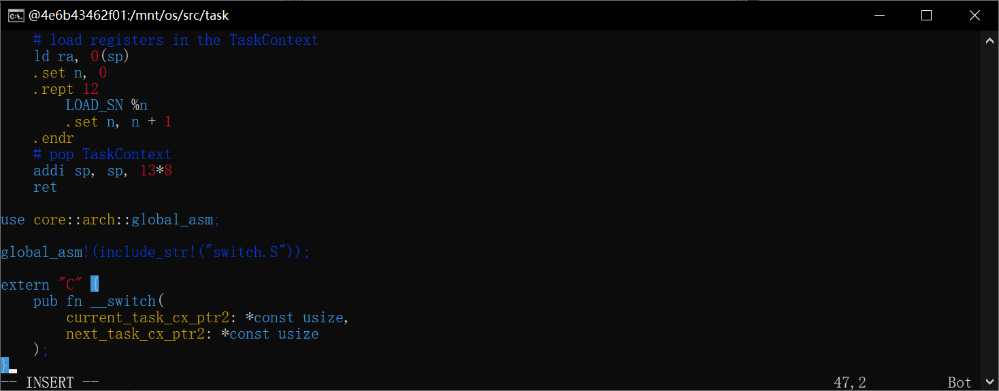 @4e6b43462f01:/mnt/os/src/task
# load registers in the TaskContext
ld ra, 0(sp)
.set n, 0
.rept 12
LOAD_SN %n
.set n, n + 1
.endr
# pop TaskContext
addi sp, sp, 13*8
ret
use core::arch::global_asm;
global_asm!(include_str!("switch.S"));
extern "C" {
pub fn __switch(
current_task_cx_ptr2: *const usize,
next_task_cx_ptr2: *const usize
);
}
-- INSERT -- 47,2 Bot